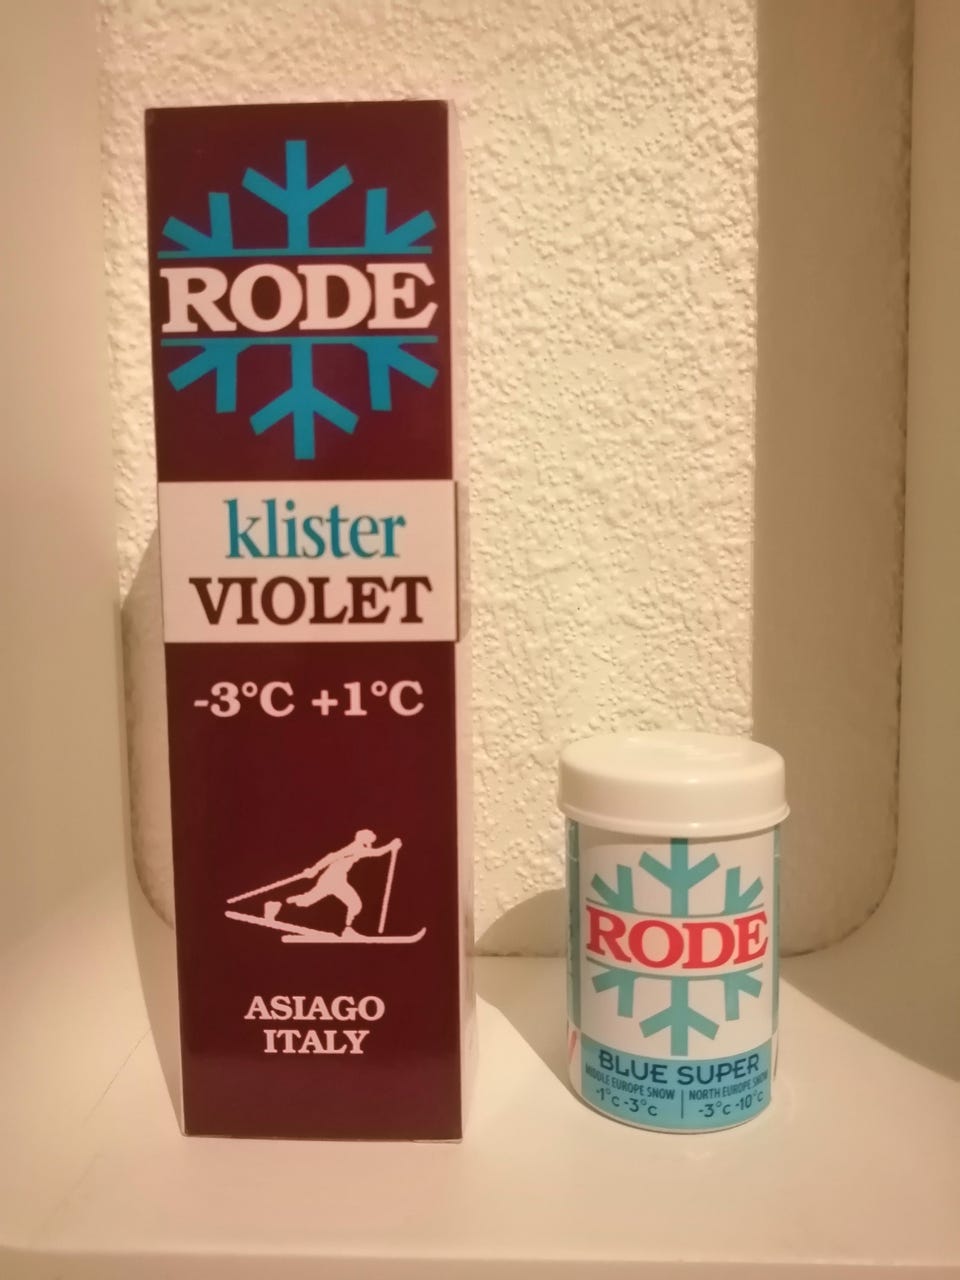 RODE
klister
VIOLET
-3°C +1°C
ASIAGO
ITALY
RODE
BLUE SUPER
MIDDLE EUROPE SNOW | NORTH EUROPE SNOW
-1°C -3°C | -3°C -10°C